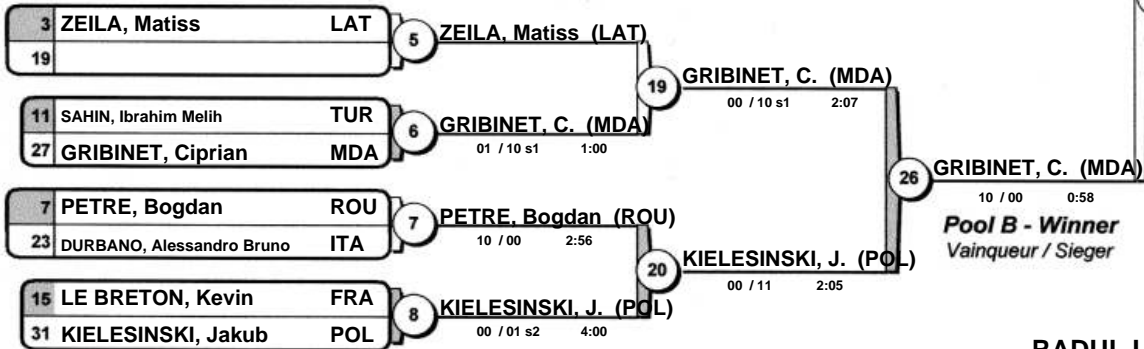 3 ZEILA, Matiss LAT
19
5 ZEILA, Matiss (LAT)
11 SAHIN, Ibrahim Melih TUR
27 GRIBINET, Ciprian MDA
6 GRIBINET, C. (MDA)
01 / 10 s1 1:00
19 GRIBINET, C. (MDA)
00 / 10 s1 2:07
7 PETRE, Bogdan ROU
23 DURBANO, Alessandro Bruno ITA
7 PETRE, Bogdan (ROU)
10 / 00 2:56
15 LE BRETON, Kevin FRA
31 KIELESINSKI, Jakub POL
8 KIELESINSKI, J. (POL)
00 / 01 s2 4:00
20 KIELESINSKI, J. (POL)
00 / 11 2:05
26 GRIBINET, C. (MDA)
10 / 00 0:58
Pool B - Winner
Vainqueur / Sieger